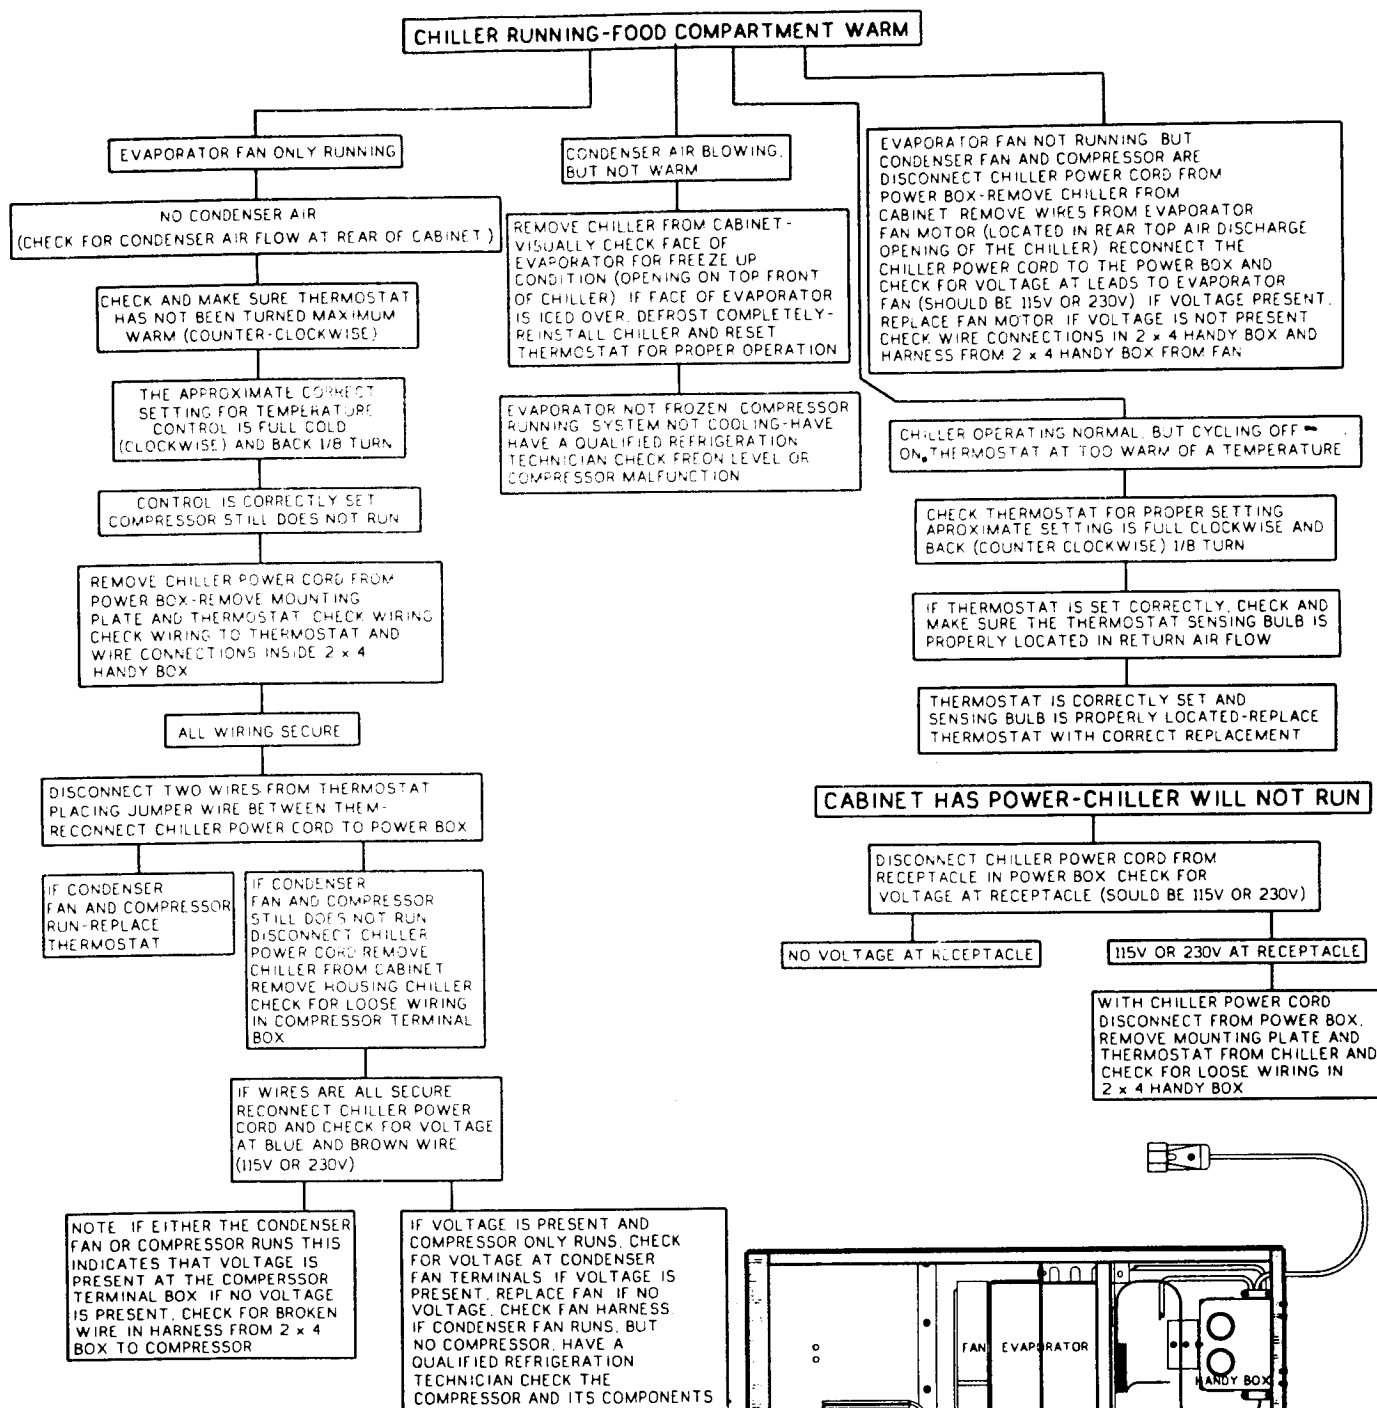 CHILLER RUNNING-FOOD COMPARTMENT WARM
EVAPORATOR FAN ONLY RUNNING
NO CONDENSER AIR
(CHECK FOR CONDENSER AIR FLOW AT REAR OF CABINET)
CHECK AND MAKE SURE THERMOSTAT
HAS NOT BEEN TURNED MAXIMUM
WARM (COUNTER-CLOCKWISE)
THE APPROXIMATE CORRECT
SETTING FOR TEMPERATURE
CONTROL IS FULL COLD
(CLOCKWISE) AND BACK 1/8 TURN
CONTROL IS CORRECTLY SET
COMPRESSOR STILL DOES NOT RUN
REMOVE CHILLER POWER CORD FROM
POWER BOX-REMOVE MOUNTING
PLATE AND THERMOSTAT CHECK WIRING
CHECK WIRING TO THERMOSTAT AND
WIRE CONNECTIONS INSIDE 2 x 4
HANDY BOX
ALL WIRING SECURE
DISCONNECT TWO WIRES FROM THERMOSTAT
PLACING JUMPER WIRE BETWEEN THEM-
RECONNECT CHILLER POWER CORD TO POWER BOX
IF CONDENSER
FAN AND COMPRESSOR
RUN-REPLACE
THERMOSTAT
IF CONDENSER
FAN AND COMPRESSOR
STILL DOES NOT RUN
DISCONNECT CHILLER
POWER CORD REMOVE
CHILLER FROM CABINET
REMOVE HOUSING CHILLER
CHECK FOR LOOSE WIRING
IN COMPRESSOR TERMINAL
BOX
IF WIRES ARE ALL SECURE
RECONNECT CHILLER POWER
CORD AND CHECK FOR VOLTAGE
AT BLUE AND BROWN WIRE
(115V OR 230V)
NOTE IF EITHER THE CONDENSER
FAN OR COMPRESSOR RUNS THIS
INDICATES THAT VOLTAGE IS
PRESENT AT THE COMPERSSOR
TERMINAL BOX IF NO VOLTAGE
IS PRESENT, CHECK FOR BROKEN
WIRE IN HARNESS FROM 2 x 4
BOX TO COMPRESSOR
IF VOLTAGE IS PRESENT AND
COMPRESSOR ONLY RUNS, CHECK
FOR VOLTAGE AT CONDENSER
FAN TERMINALS IF VOLTAGE IS
PRESENT, REPLACE FAN IF NO
VOLTAGE, CHECK FAN HARNESS.
IF CONDENSER FAN RUNS, BUT
NO COMPRESSOR, HAVE A
QUALIFIED REFRIGERATION
TECHNICIAN CHECK THE
COMPRESSOR AND ITS COMPONENTS
CONDENSER AIR BLOWING,
BUT NOT WARM
REMOVE CHILLER FROM CABINET-
VISUALLY CHECK FACE OF
EVAPORATOR FOR FREEZE UP
CONDITION (OPENING ON TOP FRONT
OF CHILLER) IF FACE OF EVAPORATOR
IS ICED OVER, DEFROST COMPLETELY-
REINSTALL CHILLER AND RESET
THERMOSTAT FOR PROPER OPERATION
EVAPORATOR NOT FROZEN COMPRESSOR
RUNNING SYSTEM NOT COOLING-HAVE
HAVE A QUALIFIED REFRIGERATION
TECHNICIAN CHECK FREON LEVEL OR
COMPRESSOR MALFUNCTION
EVAPORATOR FAN NOT RUNNING BUT
CONDENSER FAN AND COMPRESSOR ARE
DISCONNECT CHILLER POWER CORD FROM
POWER BOX-REMOVE CHILLER FROM
CABINET REMOVE WIRES FROM EVAPORATOR
FAN MOTOR (LOCATED IN REAR TOP AIR DISCHARGE
OPENING OF THE CHILLER) RECONNECT THE
CHILLER POWER CORD TO THE POWER BOX AND
CHECK FOR VOLTAGE AT LEADS TO EVAPORATOR
FAN (SHOULD BE 115V OR 230V) IF VOLTAGE PRESENT,
REPLACE FAN MOTOR IF VOLTAGE IS NOT PRESENT
CHECK WIRE CONNECTIONS IN 2 x 4 HANDY BOX AND
HARNESS FROM 2 x 4 HANDY BOX FROM FAN
CHILLER OPERATING NORMAL, BUT CYCLING OFF
ON THERMOSTAT AT TOO WARM OF A TEMPERATURE
CHECK THERMOSTAT FOR PROPER SETTING
APROXIMATE SETTING IS FULL CLOCKWISE AND
BACK (COUNTER CLOCKWISE) 1/8 TURN
IF THERMOSTAT IS SET CORRECTLY, CHECK AND
MAKE SURE THE THERMOSTAT SENSING BULB IS
PROPERLY LOCATED IN RETURN AIR FLOW
THERMOSTAT IS CORRECTLY SET AND
SENSING BULB IS PROPERLY LOCATED-REPLACE
THERMOSTAT WITH CORRECT REPLACEMENT
CABINET HAS POWER-CHILLER WILL NOT RUN
DISCONNECT CHILLER POWER CORD FROM
RECEPTACLE IN POWER BOX CHECK FOR
VOLTAGE AT RECEPTACLE (SOULD BE 115V OR 230V)
NO VOLTAGE AT RECEPTACLE
115V OR 230V AT RECEPTACLE
WITH CHILLER POWER CORD
DISCONNECT FROM POWER BOX,
REMOVE MOUNTING PLATE AND
THERMOSTAT FROM CHILLER AND
CHECK FOR LOOSE WIRING IN
2 x 4 HANDY BOX
FAN
EVAPORATOR
HANDY BOX